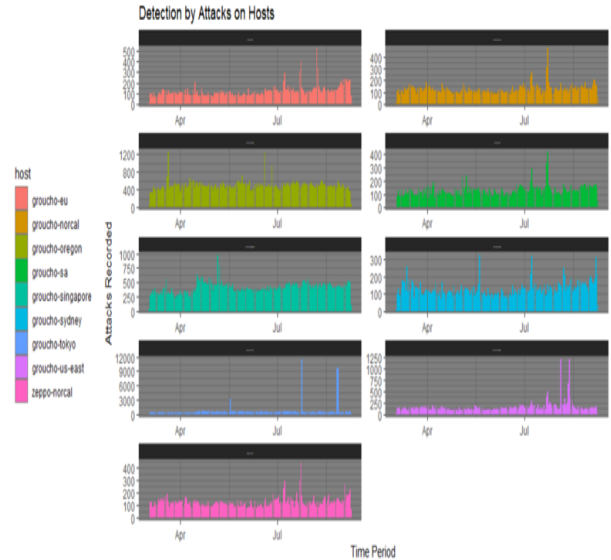 Detection by Attacks on Hosts
host
groucho-eu
groucho-norcal
groucho-oregon
groucho-sa
groucho-singapore
groucho-sydney
groucho-tokyo
groucho-us-east
zeppo-norcal
Attacks Recorded
500
400
300
200
100
0
Apr
Jul
400
300
200
100
0
Apr
Jul
1200
800
400
0
Apr
Jul
400
300
200
100
0
Apr
Jul
1000
750
500
250
0
Apr
Jul
300
200
100
0
Apr
Jul
12000
9000
6000
3000
0
Apr
Jul
1250
1000
750
500
250
0
Apr
Jul
400
300
200
100
0
Apr
Jul
Time Period